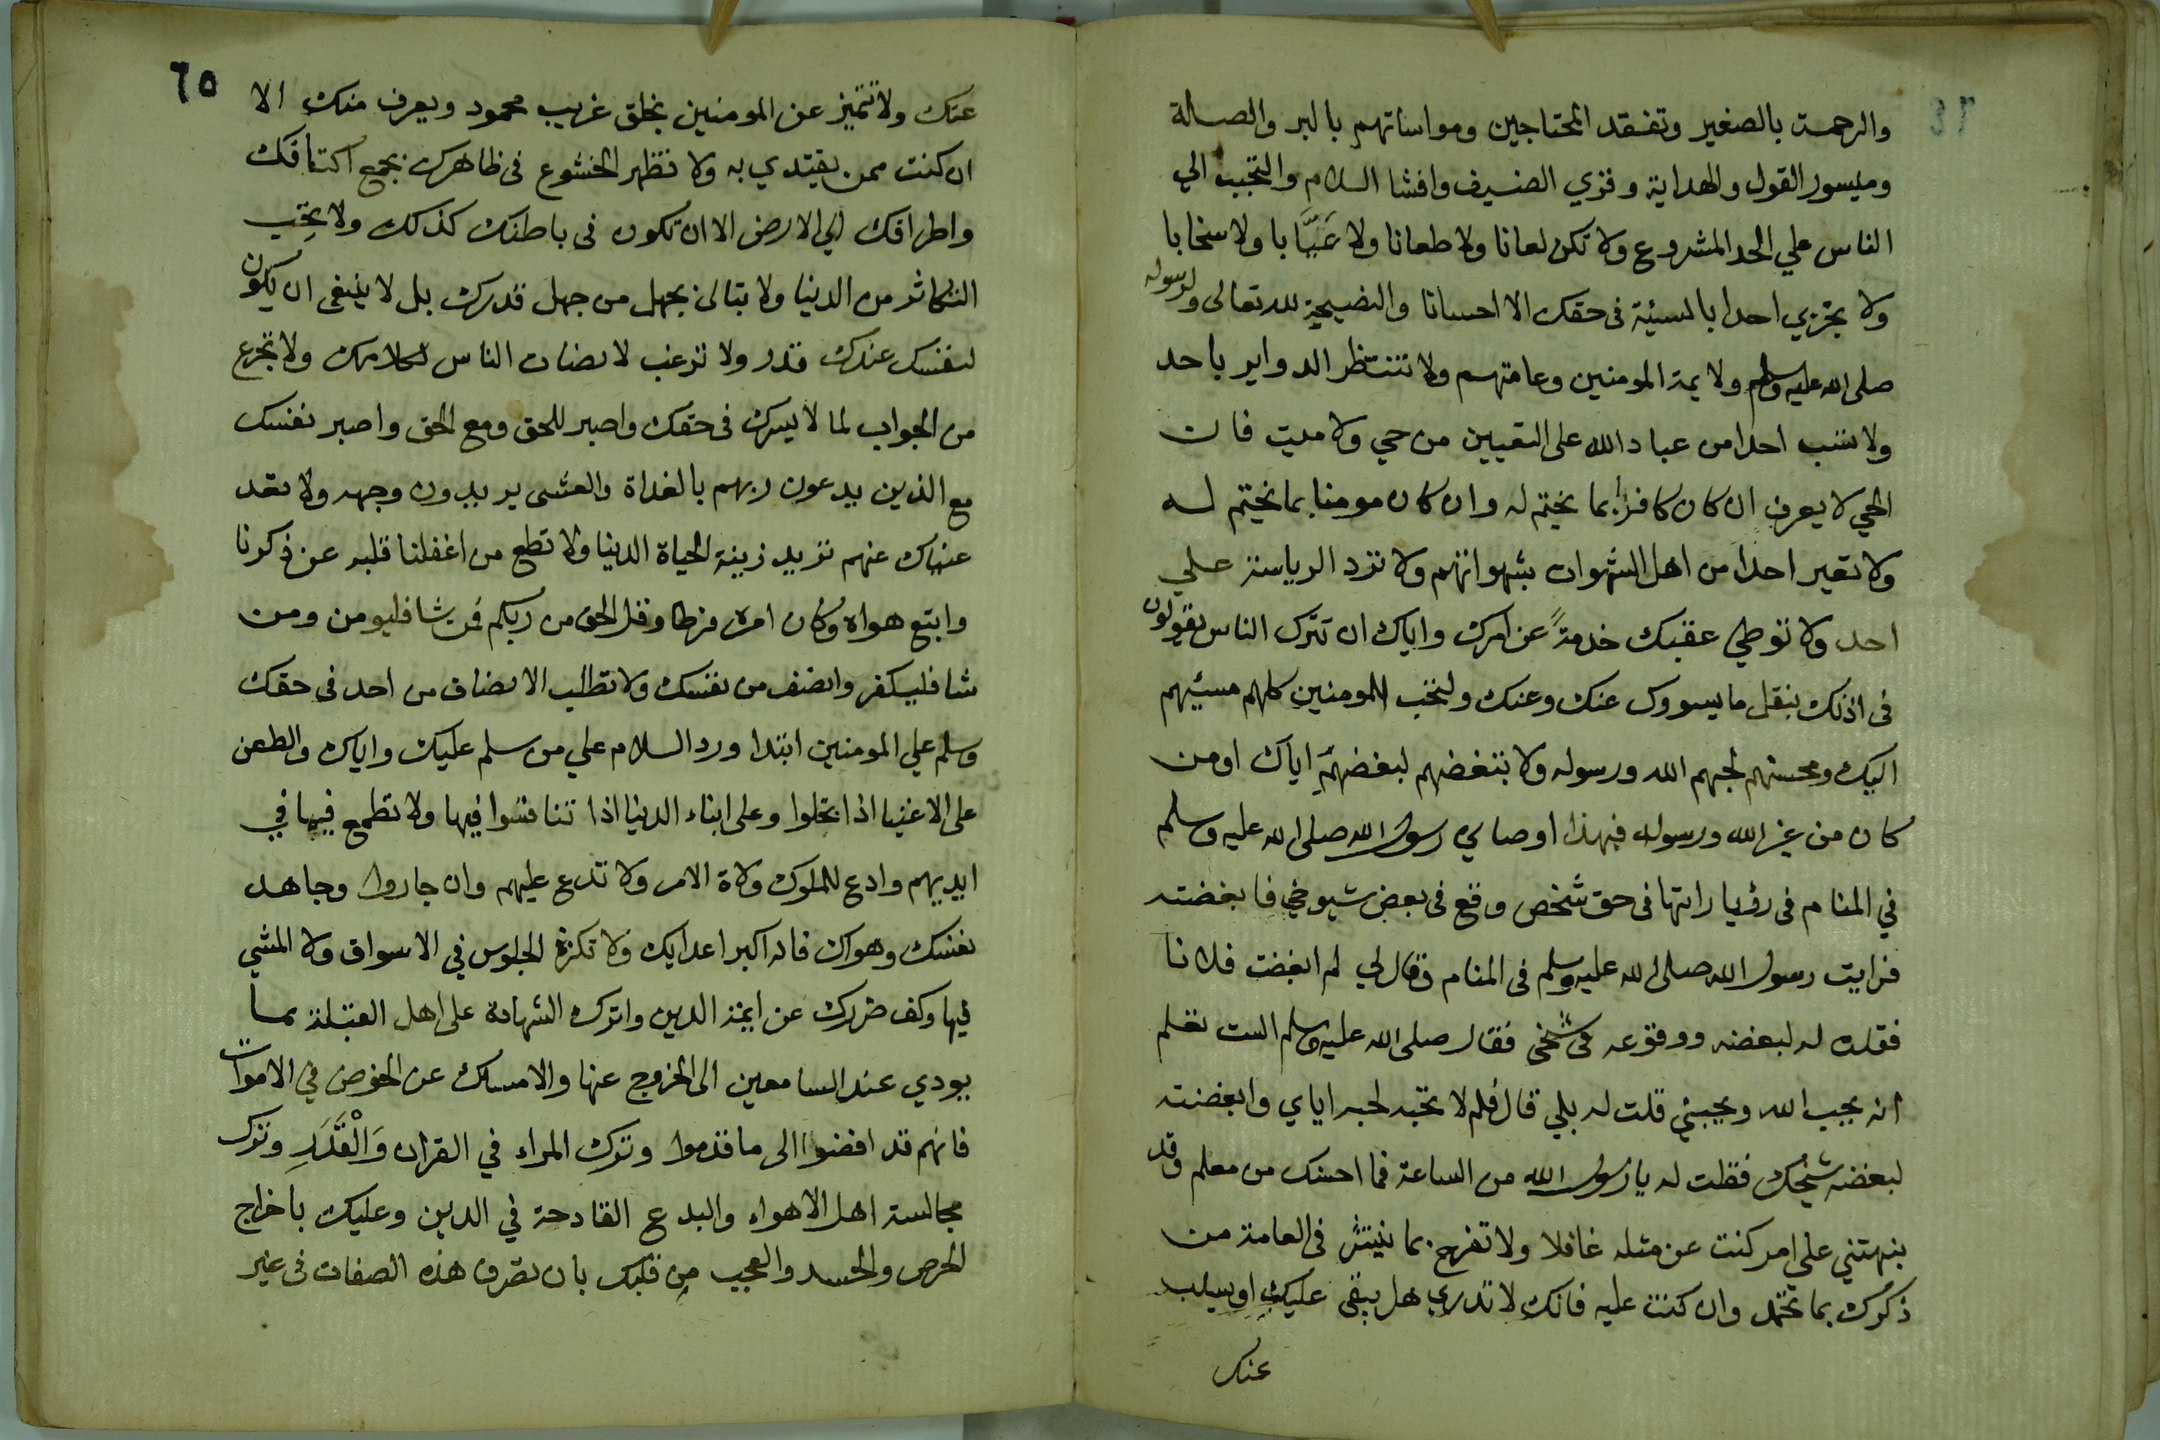 والرحمة بالصغير وتفقد المحتاجين ومواساتهم بالبر والصلة
وميسور القول والهداية وقري الضيف وافشا السلام والتحبب الي
الناس علي الحد المشروع ولا تكن لعانا ولا طعانا ولا عَيَّابا ولا سخابا
ولا تجزي احدا بالسيئة في حقك الا احسانا والنصيحة لله تعالى ولرسوله
صلى الله عليه وسلم ولايمة المومنين وعامتهم ولا تنتظر الدواير باحد
ولا تسب احدا من عباد الله على التعيين من حي ولا ميت فان
الحي لا يعرف ان كان كافرا بما يختم له وان كان مومنا بما يختم له
ولا تعير احدا من اهل الشهوات بشهواتهم ولا ترد الرياسة علي
احد ولا توطي عقبك خدمةً عن امرك واياك ان تترك الناس يقولون
في اذنك بنقل ما يسووك عنك وعنك ولتحب المومنين كلهم مسيئهم
اليك ومحسنهم لحبهم الله ورسوله ولا تبغضهم لبغضهم اياك او من
كان من غير الله ورسوله فبهذا اوصاني رسول الله صلى الله عليه وسلم
في المنام في رؤيا رايتها في حق شخص وقع في بعض شيوخي فابغضته
فرايت رسول الله صلى الله عليه وسلم في المنام فقال لي لم ابغضت فلانا
فقلت له لبغضه ووقوعه في شيخي فقال صلى الله عليه وسلم الست تعلم
انه يحب الله ويحبني قلت له بلي قال فلم لا تحبه لحبه اياي وابغضته
لبغضه شيخك فقلت له يا رسول الله من الساعة فما احسنك من معلم وقد
بنهتني علي امر كنت عن مثله غافلا ولا تفرح بما ينتشر في العامة من
ذكرك بما تحمد وان كنت عليه فانك لا تدري هل يبقى عليك او يسلب
عنك
٦٥
عنك ولا تتميز عن المومنين بخلق غريب محمود ويعرف منك الا
ان كنت ممن يقتدي به ولا تظهر الخشوع في ظاهرك بجمع اكتافك
واطرافك الي الارض الا ان تكون في باطنك كذلك ولا تحب
التكاثر من الدنيا ولا تبالي بجهل من جهل قدرك بل لا ينبغي ان يكون
لنفسك عندك قدر ولا ترغب لانصات الناس لكلامك ولا تجزع
من الجواب لما لا يسرك في حقك واصبر للحق ومع الحق واصبر نفسك
مع الذين يدعون ربهم بالغداة والعشي يريدون وجهه ولا تعد
عيناك عنهم تريد زينة الحياة الدنيا ولا تطع من اغفلنا قلبه عن ذكرنا
واتبع هواه وكان امره فرطا وقل الحق من ربكم فمن شا فليومن ومن
شا فليكفر وانصف من نفسك ولا تطلب الانصاف من احد في حقك
وسلم علي المومنين ابتدا ورد السلام علي من سلم عليك واياك والطعن
على الاغنيا اذا بخلوا وعلى ابناء الدنيا اذا تنافسوا فيها ولا تطمع فيما في
ايديهم وادع للملوك ولاة الامر ولا تدع عليهم وان جاروا وجاهد
نفسك وهواك فانه اكبر اعدايك ولا تكثر الجلوس في الاسواق ولا المشي
فيها وكف ضررك عن ايمة الدين واترك الشهادة على اهل القبلة بما
يودي عند السامعين الى الخروج عنها والامساك عن الخوض في الاموات
فانهم قد افضوا الى ما قدموا وترك المراء في القران وَالْقَدَرِ وترك
مجالسة اهل الاهواء والبدع القادحة في الدين وعليك باخراج
الحرص والحسد والعجب من قلبك بان تصرف هذه الصفات في غير